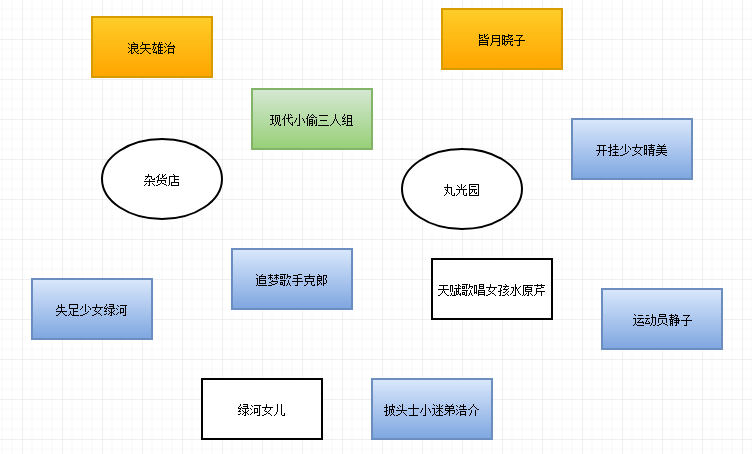 浪矢雄治
皆月晓子
现代小偷三人组
开挂少女晴美
杂货店
丸光园
追梦歌手克郎
天赋歌唱女孩水原芹
失足少女绿河
运动员静子
绿河女儿
披头士小迷弟浩介